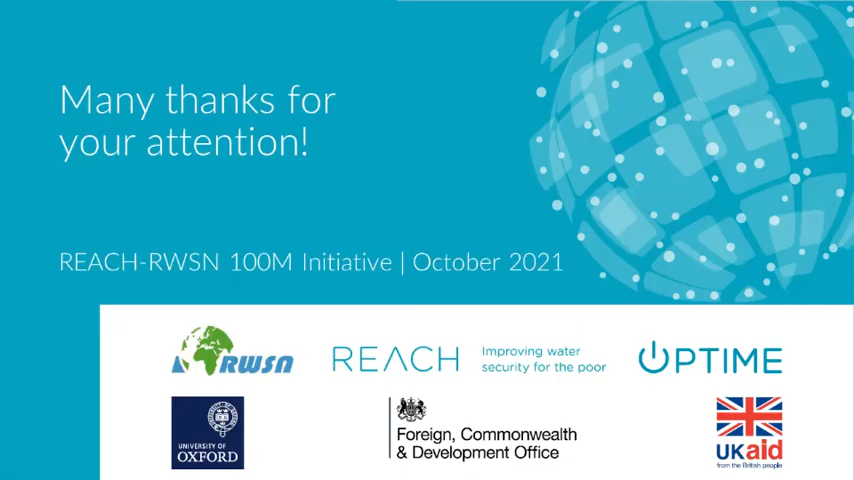 Many thanks for
your attention!
REACH-RWSN 100M Initiative | October 2021
RWSN
REACH
Improving water
security for the poor
UPTIME
UNIVERSITY OF
OXFORD
Foreign, Commonwealth
& Development Office
UKaid
from the British people